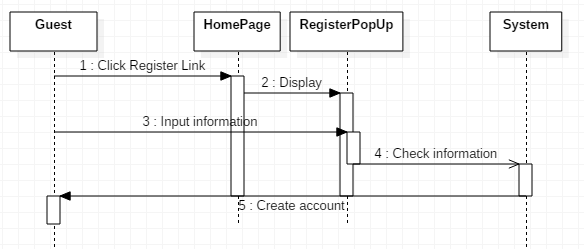 Guest
HomePage
RegisterPopUp
System
1 : Click Register Link
2 : Display
3 : Input information
4 : Check information
5 : Create account